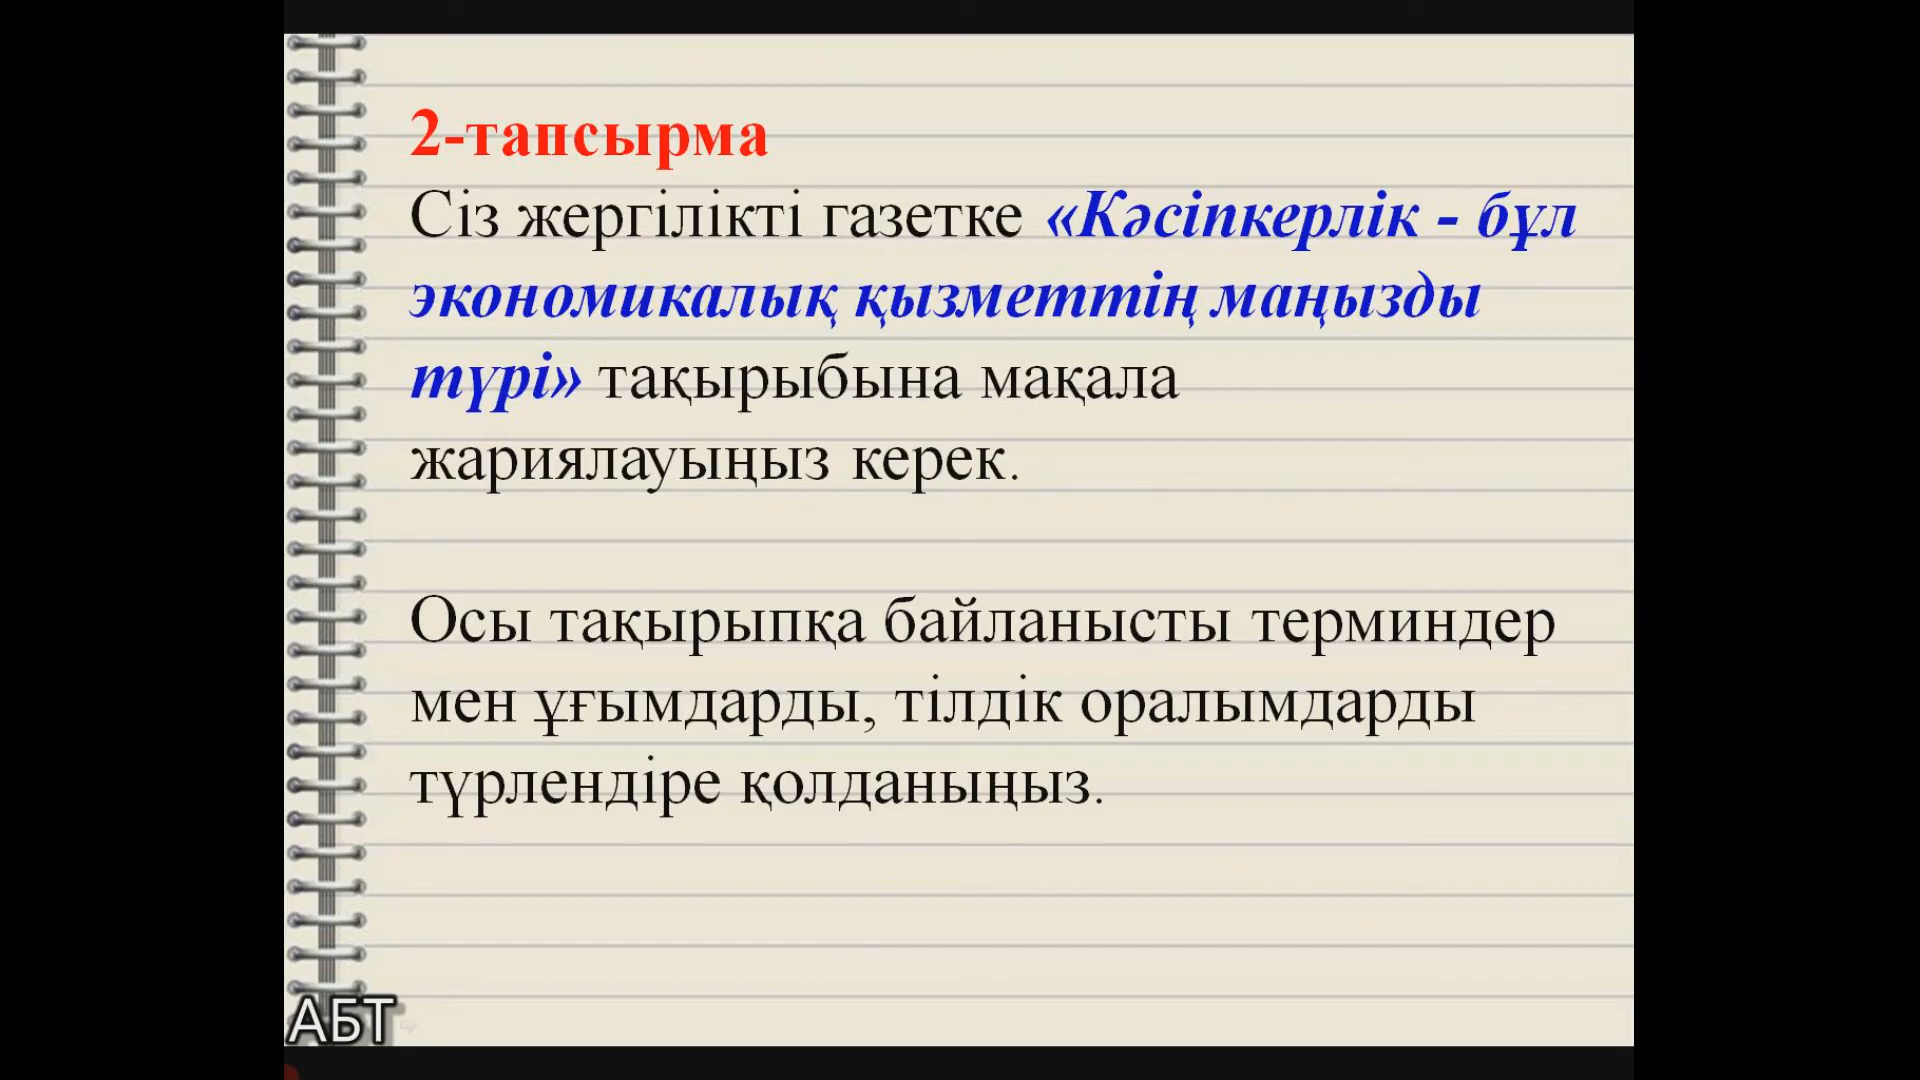 2-тапсырма
Сіз жергілікті газетке «Кәсіпкерлік - бұл
экономикалық қызметтің маңызды
түрі» тақырыбына мақала
жариялауыңыз керек.
Осы тақырыпқа байланысты терминдер
мен ұғымдарды, тілдік оралымдарды
түрлендіре қолданыңыз.
АБТ